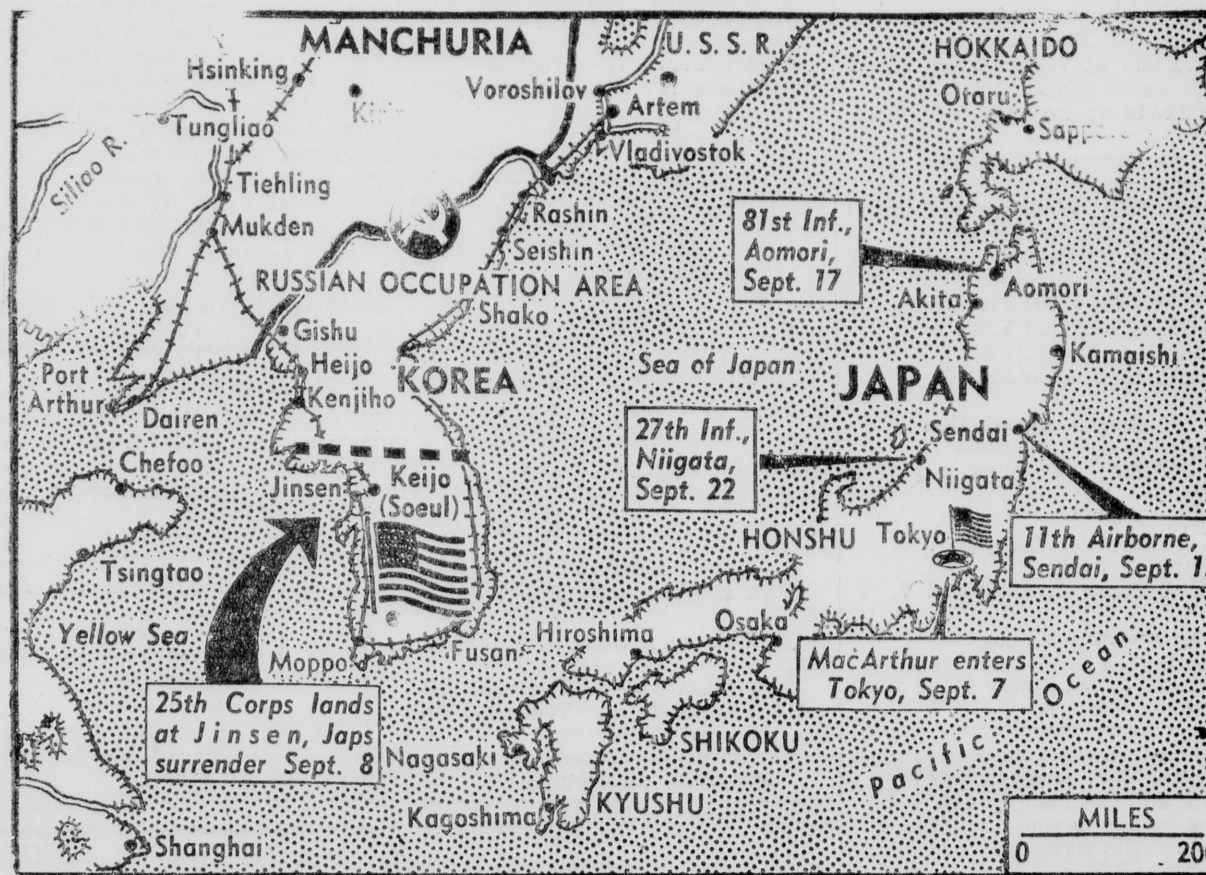 MANCHURIA
U. S. S. R.
HOKKAIDO
Hsinking
Voroshilov
Otaru
Artem
Tungliao
Vladivostok
Siliao R.
Tiehling
Rashin
81st Inf.,
Aomori,
Sept. 17
Mukden
Seishin
RUSSIAN OCCUPATION AREA
Aomori
Akita
Shako
Gishu
Heijo
Sea of Japan
Kamaishi
Port
Arthur
KOREA
JAPAN
Kenjiho
Dairen
27th Inf.,
Niigata,
Sept. 22
Sendai
Chefoo
Jinsen
Keijo
(Soeul)
Niigata
HONSHU
Tokyo
11th Airborne,
Sendai, Sept.
Tsingtao
Yellow Sea
Hiroshima
Osaka
Moppo
Fusan
MacArthur enters
Tokyo, Sept. 7
Pacific Ocean
25th Corps lands
at Jinsen, Japs
surrender Sept. 8
SHIKOKU
Nagasaki
KYUSHU
Kagoshima
MILES
0
Shanghai